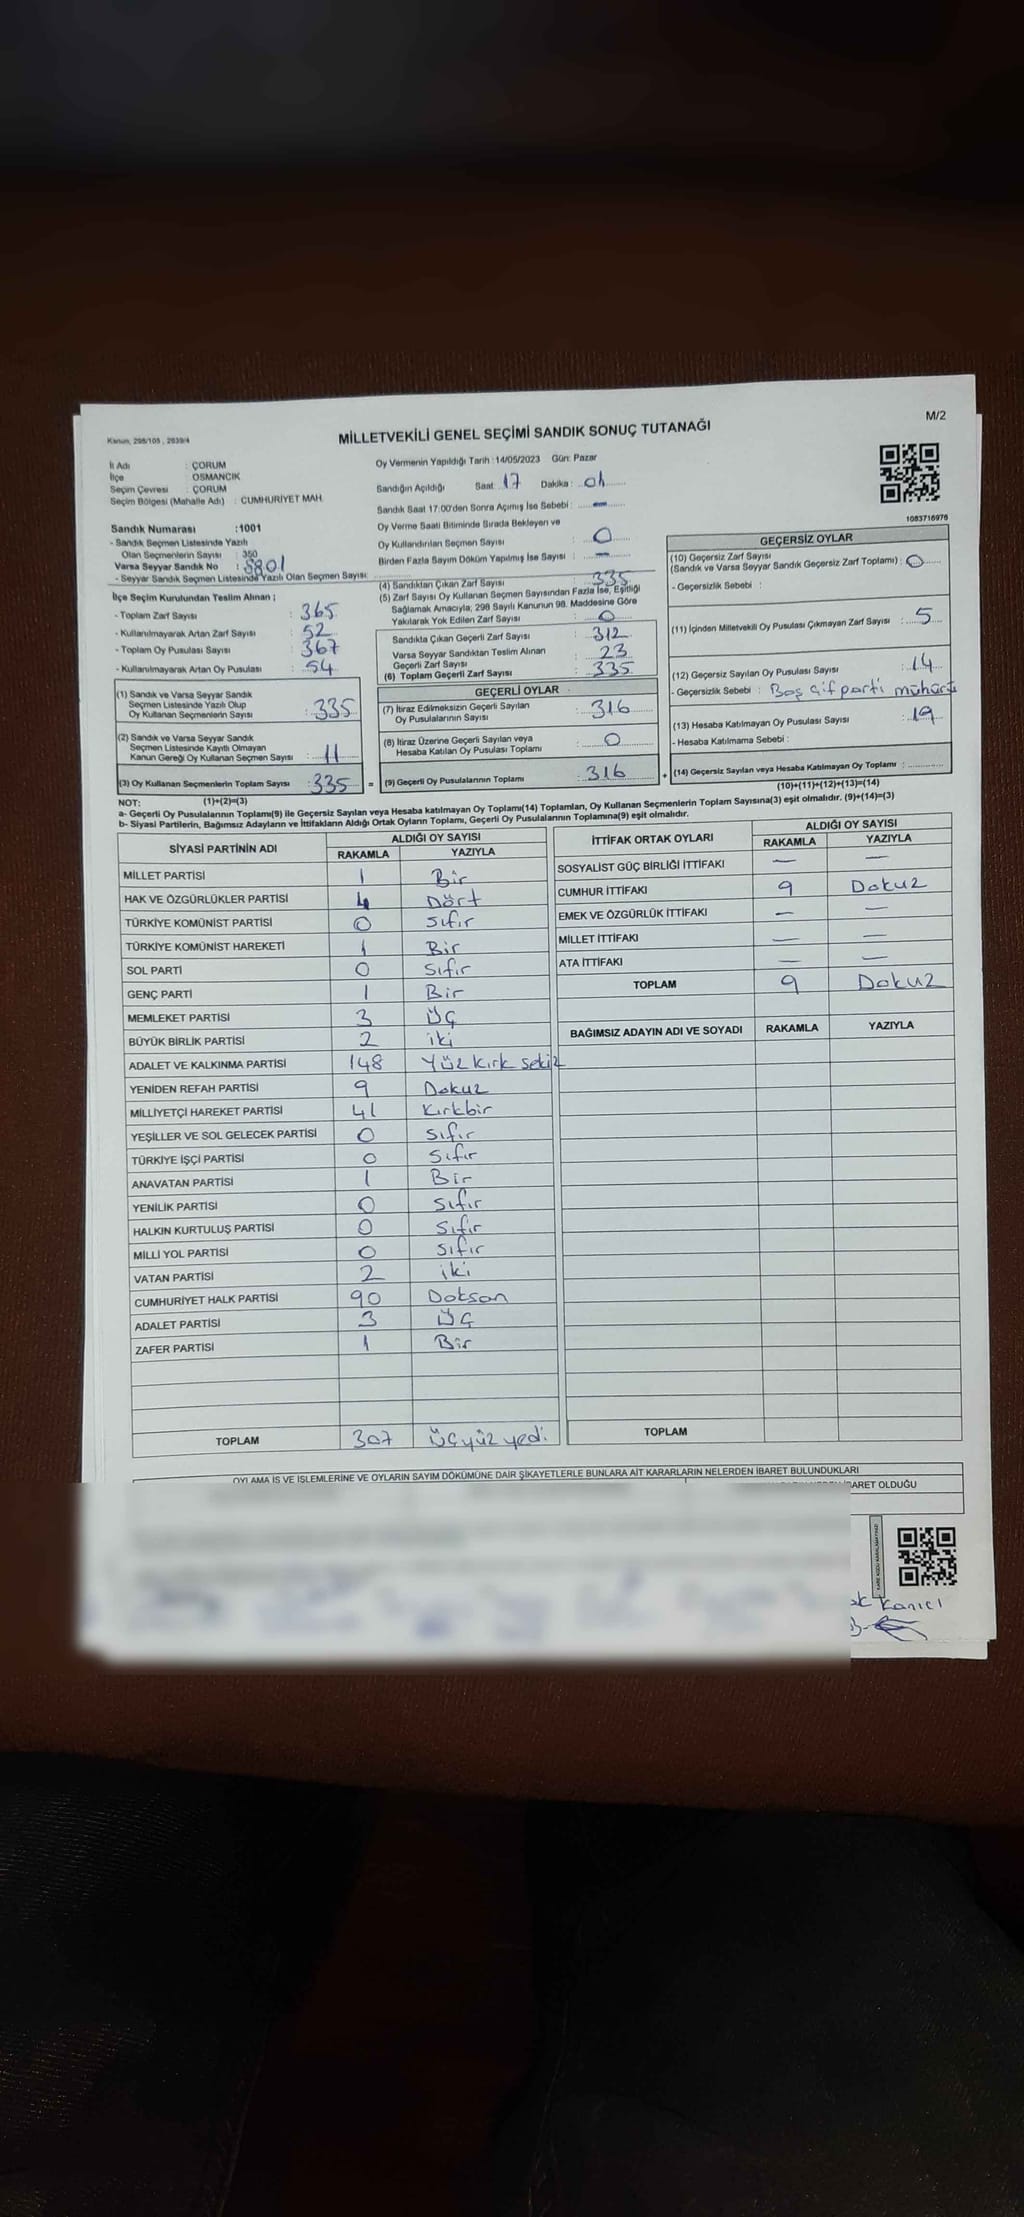 M/2
Kanun, 298/105 , 2839/4
MİLLETVEKİLİ GENEL SEÇİMİ SANDIK SONUÇ TUTANAĞI
İl Adı : ÇORUM
İlçe : OSMANCIK
Seçim Çevresi : ÇORUM
Seçim Bölgesi (Mahalle Adı) : CUMHURİYET MAH.
Sandık Numarası :1001
- Sandık Seçmen Listesinde Yazılı
Olan Seçmenlerin Sayısı : 350
Varsa Seyyar Sandık No : 8801
- Seyyar Sandık Seçmen Listesinde Yazılı Olan Seçmen Sayısı:
Oy Vermenin Yapıldığı Tarih :14/05/2023 Gün: Pazar
Sandığın Açıldığı Saat 17 Dakika :
Sandık Saat 17:00'den Sonra Açımış İse Sebebi : -
Oy Verme Saati Bitiminde Sırada Bekleyen ve
Oy Kullandırılan Seçmen Sayısı : 0
Birden Fazla Sayım Döküm Yapılmış İse Sayısı : -
1083716976
İlçe Seçim Kurulundan Teslim Alınan ;
- Toplam Zarf Sayısı : 365
- Kullanılmayarak Artan Zarf Sayısı : 52
- Toplam Oy Pusulası Sayısı : 367
- Kullanılmayarak Artan Oy Pusulası : 54
(1) Sandık ve Varsa Seyyar Sandık
Seçmen Listesinde Yazılı Olup
Oy Kullanan Seçmenlerin Sayısı : 335
(2) Sandık ve Varsa Seyyar Sandık
Seçmen Listesinde Kayıtlı Olmayan
Kanun Gereği Oy Kullanan Seçmen Sayısı : 11
(3) Oy Kullanan Seçmenlerin Toplam Sayısı : 335 =
(4) Sandıktan Çıkan Zarf Sayısı : 335
(5) Zarf Sayısı Oy Kullanan Seçmen Sayısından Fazla İse, Eşitliği
Sağlamak Amacıyla; 298 Sayılı Kanunun 98. Maddesine Göre
Yakılarak Yok Edilen Zarf Sayısı : 0
Sandıkta Çıkan Geçerli Zarf Sayısı : 312
Varsa Seyyar Sandıktan Teslim Alınan
Geçerli Zarf Sayısı : 23
(6) Toplam Geçerli Zarf Sayısı : 335
GEÇERLİ OYLAR
(7) İtiraz Edilmeksizin Geçerli Sayılan
Oy Pusulalarının Sayısı : 316
(8) İtiraz Üzerine Geçerli Sayılan veya
Hesaba Katılan Oy Pusulası Toplamı : 0
(9) Geçerli Oy Pusulalarının Toplamı : 316 +
GEÇERSİZ OYLAR
(10) Geçersiz Zarf Sayısı
(Sandık ve Varsa Seyyar Sandık Geçersiz Zarf Toplamı) : 0
- Geçersizlik Sebebi :
(11) İçinden Milletvekili Oy Pusulası Çıkmayan Zarf Sayısı : 5
(12) Geçersiz Sayılan Oy Pusulası Sayısı : 14
- Geçersizlik Sebebi : Boş çif parti mühürü
(13) Hesaba Katılmayan Oy Pusulası Sayısı : 19
- Hesaba Katılmama Sebebi :
(14) Geçersiz Sayılan veya Hesaba Katılmayan Oy Toplamı :
(10)+(11)+(12)+(13)=(14)
NOT: (1)+(2)=(3)
a- Geçerli Oy Pusulaların Toplamı(9) ile Geçersiz Sayılan veya Hesaba katılmayan Oy Toplamı(14) Toplamları, Oy Kullanan Seçmenlerin Toplam Sayısına(3) eşit olmalıdır. (9)+(14)=(3)
b- Siyasi Partilerin, Bağımsız Adayların ve İttifakların Aldığı Ortak Oyların Toplamı, Geçerli Oy Pusulalarının Toplamına(9) eşit olmalıdır.
SİYASİ PARTİNİN ADI ALDIĞI OY SAYISI
RAKAMLA YAZIYLA
MİLLET PARTİSİ 1 Bir
HAK VE ÖZGÜRLÜKLER PARTİSİ 4 Dört
TÜRKİYE KOMÜNİST PARTİSİ 0 Sıfır
TÜRKİYE KOMÜNİST HAREKETİ 1 Bir
SOL PARTİ 0 Sıfır
GENÇ PARTİ 1 Bir
MEMLEKET PARTİSİ 3 Üç
BÜYÜK BİRLİK PARTİSİ 2 iki
ADALET VE KALKINMA PARTİSİ 148 Yüz kırk sekiz
YENİDEN REFAH PARTİSİ 9 Dokuz
MİLLİYETÇİ HAREKET PARTİSİ 41 Kırkbir
YEŞİLLER VE SOL GELECEK PARTİSİ 0 Sıfır
TÜRKİYE İŞÇİ PARTİSİ 0 Sıfır
ANAVATAN PARTİSİ 1 Bir
YENİLİK PARTİSİ 0 Sıfır
HALKIN KURTULUŞ PARTİSİ 0 Sıfır
MİLLİ YOL PARTİSİ 0 Sıfır
VATAN PARTİSİ 2 iki
CUMHURİYET HALK PARTİSİ 90 Doksan
ADALET PARTİSİ 3 Üç
ZAFER PARTİSİ 1 Bir
TOPLAM 307 Üçyüz yedi
İTTİFAK ORTAK OYLARI ALDIĞI OY SAYISI
RAKAMLA YAZIYLA
SOSYALİST GÜÇ BİRLİĞİ İTTİFAKI - -
CUMHUR İTTİFAKI 9 Dokuz
EMEK VE ÖZGÜRLÜK İTTİFAKI - -
MİLLET İTTİFAKI - -
ATA İTTİFAKI - -
TOPLAM 9 Dokuz
BAĞIMSIZ ADAYIN ADI VE SOYADI RAKAMLA YAZIYLA
TOPLAM
OYLAMA İŞ VE İŞLEMLERİNE VE OYLARIN SAYIM DÖKÜMÜNE DAİR ŞİKAYETLERLE BUNLARA AİT KARARLARIN NELERDEN İBARET BULUNDUKLARI
İBARET OLDUĞU